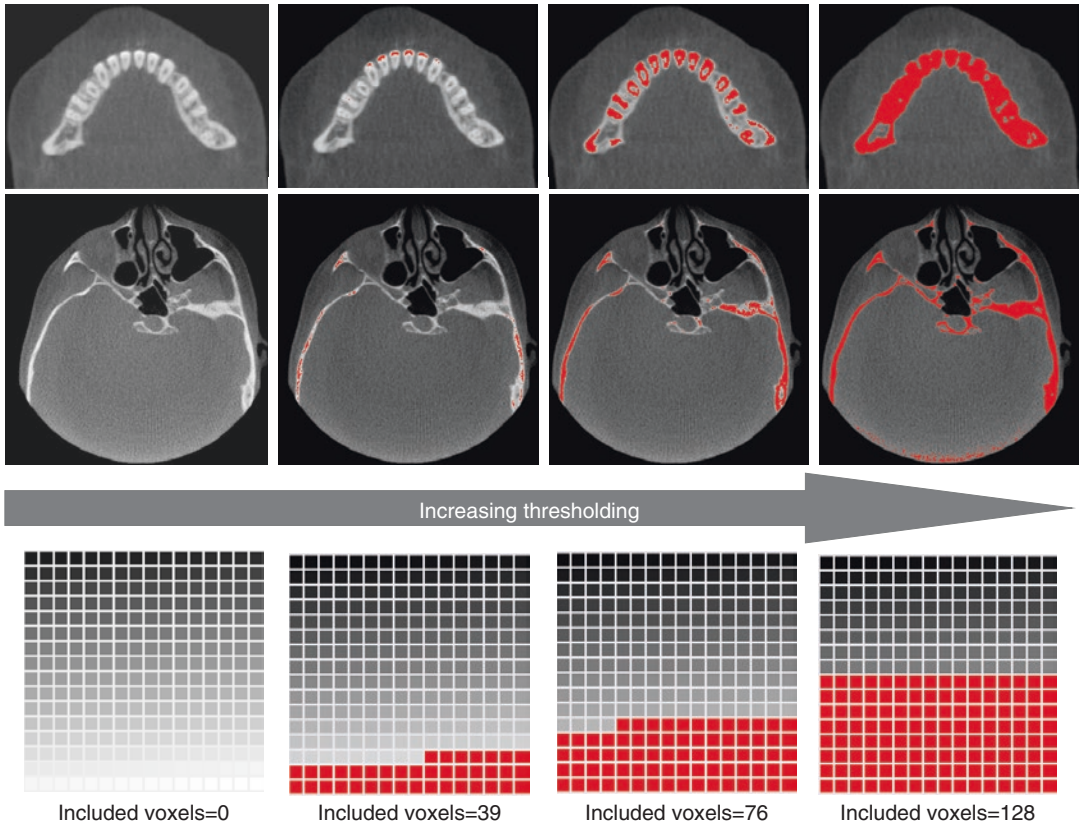 Increasing thresholding
Included voxels=0
Included voxels=39
Included voxels=76
Included voxels=128